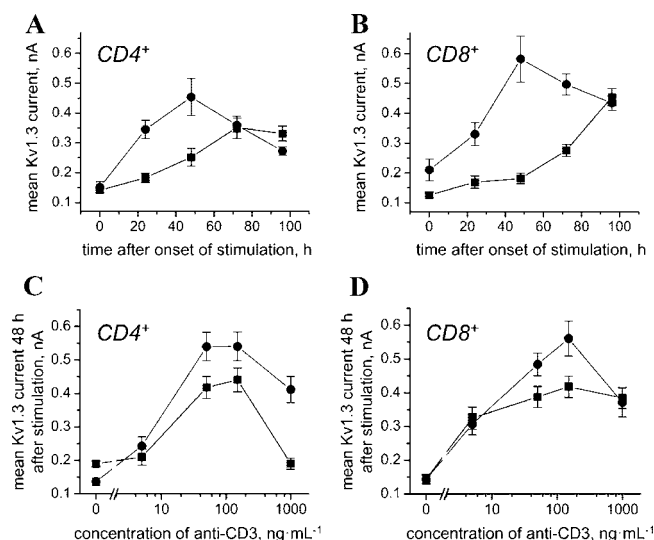 A
CD4+
mean Kv1.3 current, nA
0.6
0.5
0.4
0.3
0.2
0.1
0 20 40 60 80 100
time after onset of stimulation, h
B
CD8+
mean Kv1.3 current, nA
0.6
0.5
0.4
0.3
0.2
0.1
0 20 40 60 80 100
time after onset of stimulation, h
C
CD4+
mean Kv1.3 current 48 h
after stimulation, nA
0.6
0.5
0.4
0.3
0.2
0.1
0 10 100 1000
concentration of anti-CD3, ng·mL-1
D
CD8+
mean Kv1.3 current 48 h
after stimulation, nA
0.6
0.5
0.4
0.3
0.2
0.1
0 10 100 1000
concentration of anti-CD3, ng·mL-1